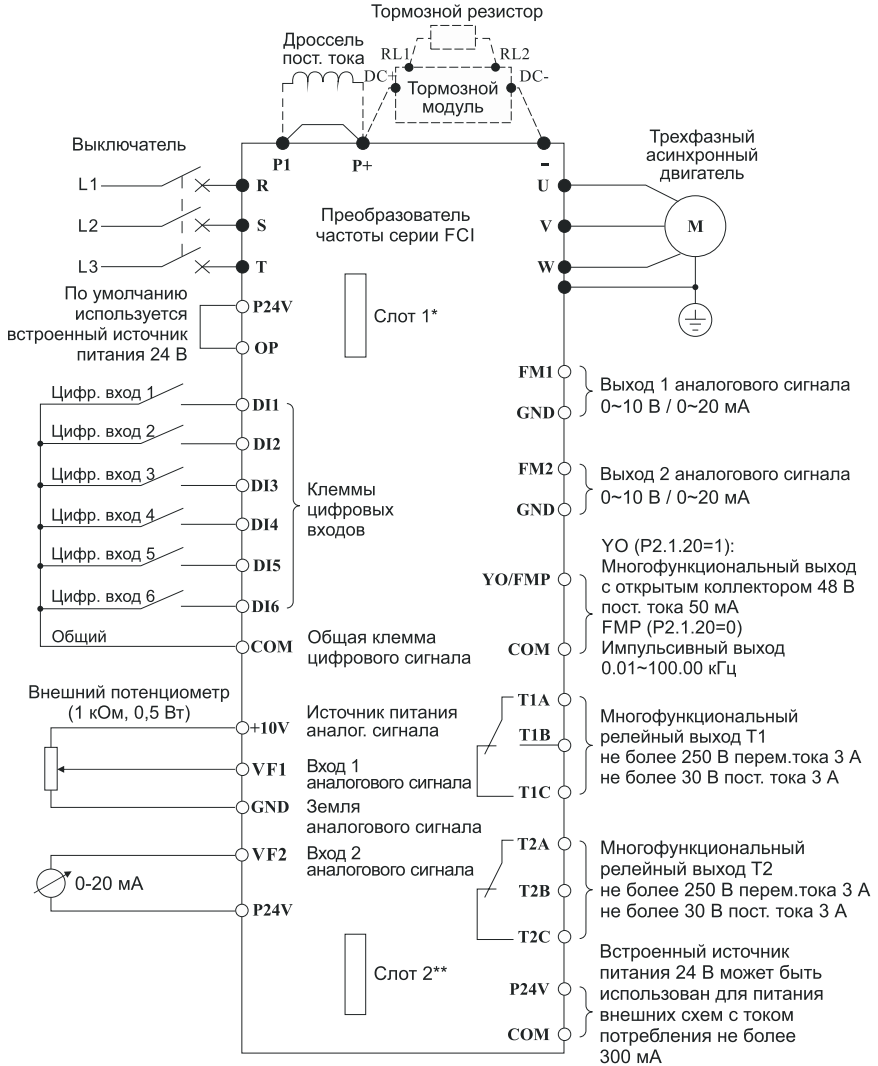 Тормозной резистор
Дроссель
пост. тока
RL1
RL2
DC+
DC-
Тормозной
модуль
Выключатель
P1
P+
-
Трехфазный
асинхронный
двигатель
L1
R
U
L2
S
V
M
L3
T
W
Преобразователь
частоты серии FCI
По умолчанию
используется
встроенный источник
питания 24 В
P24V
OP
Слот 1*
FM1
GND
Выход 1 аналогового сигнала
0~10 В / 0~20 мА
Цифр. вход 1
DI1
Цифр. вход 2
DI2
Цифр. вход 3
DI3
Цифр. вход 4
DI4
Цифр. вход 5
DI5
Цифр. вход 6
DI6
Клеммы
цифровых
входов
FM2
GND
Выход 2 аналогового сигнала
0~10 В / 0~20 мА
YO/FMP
COM
YO (P2.1.20=1):
Многофункциональный выход
с открытым коллектором 48 В
пост. тока 50 мА
FMP (P2.1.20=0)
Импульсивный выход
0.01~100.00 кГц
Общий
COM
Общая клемма
цифрового сигнала
Внешний потенциометр
(1 кОм, 0,5 Вт)
+10V
Источник питания
аналог. сигнала
VF1
Вход 1
аналогового сигнала
GND
Земля
аналогового сигнала
T1A
T1B
T1C
Многофункциональный
релейный выход T1
не более 250 В перем.тока 3 А
не более 30 В пост. тока 3 А
VF2
Вход 2
аналогового сигнала
0-20 мА
P24V
T2A
T2B
T2C
Многофункциональный
релейный выход T2
не более 250 В перем.тока 3 А
не более 30 В пост. тока 3 А
Слот 2**
P24V
COM
Встроенный источник
питания 24 В может быть
использован для питания
внешних схем с током
потребления не более
300 мА